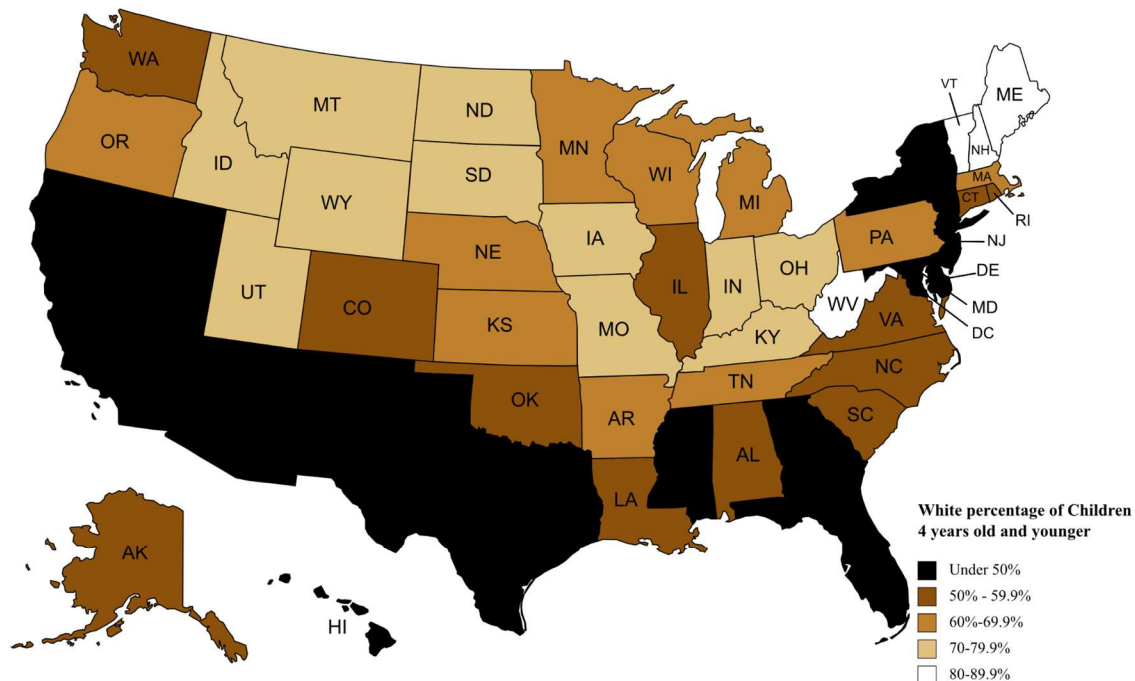 WA
MT
ND
MN
VT
ME
OR
ID
SD
WI
MI
NH
MA
CT
RI
WY
IA
PA
NJ
NE
OH
DE
UT
CO
IL
IN
WV
MD
VA
DC
KS
MO
KY
NC
TN
OK
AR
SC
AL
LA
AK
HI
White percentage of Children
4 years old and younger
Under 50%
50% - 59.9%
60%-69.9%
70-79.9%
80-89.9%